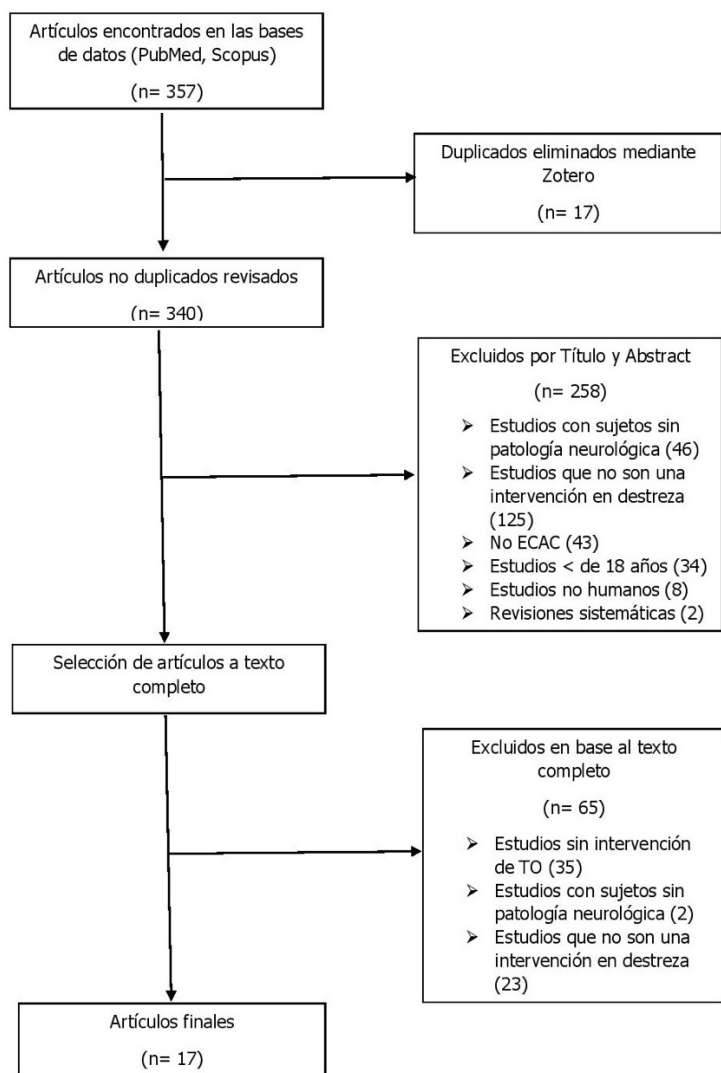 Artículos encontrados en las bases
de datos (PubMed, Scopus)
(n= 357)
Duplicados eliminados mediante
Zotero
(n= 17)
Artículos no duplicados revisados
(n= 340)
Excluidos por Título y Abstract
(n= 258)
➢ Estudios con sujetos sin
patología neurológica (46)
➢ Estudios que no son una
intervención en destreza
(125)
➢ No ECAC (43)
➢ Estudios < de 18 años (34)
➢ Estudios no humanos (8)
➢ Revisiones sistemáticas (2)
Selección de artículos a texto
completo
Excluidos en base al texto
completo
(n= 65)
➢ Estudios sin intervención
de TO (35)
➢ Estudios con sujetos sin
patología neurológica (2)
➢ Estudios que no son una
intervención en destreza
(23)
Artículos finales
(n= 17)